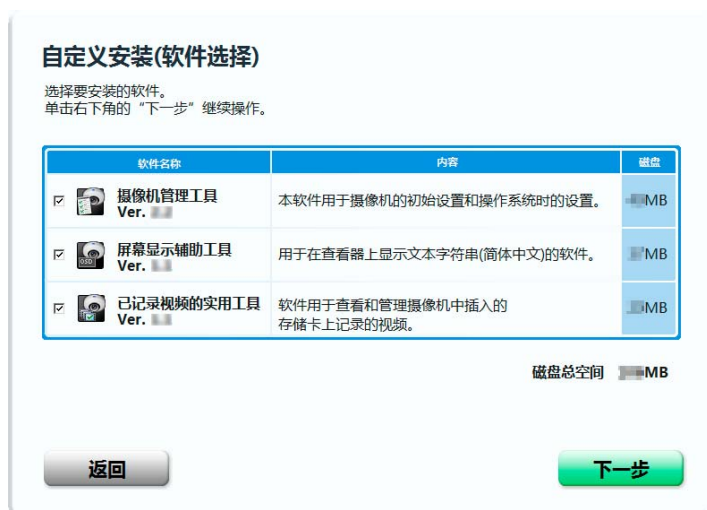 自定义安装(软件选择)
选择要安装的软件。
单击右下角的“下一步”继续操作。
软件名称 内容 磁盘
摄像机管理工具
Ver.
本软件用于摄像机的初始设置和操作系统时的设置。
MB
屏幕显示辅助工具
Ver.
用于在查看器上显示文本字符串(简体中文)的软件。
MB
OSD
已记录视频的实用工具
Ver.
软件用于查看和管理摄像机中插入的
存储卡上记录的视频。
MB
磁盘总空间 MB
返回 下一步